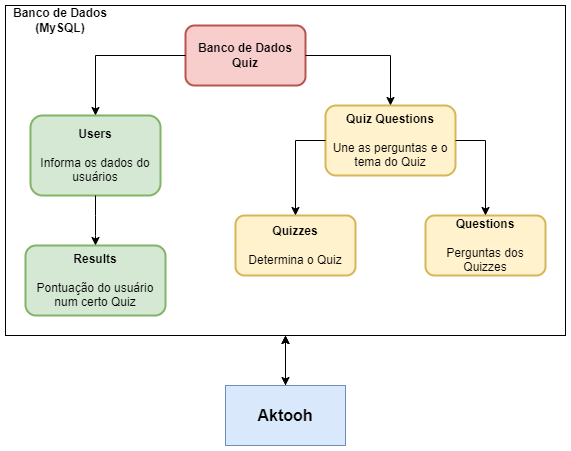 Banco de Dados
(MySQL)
Banco de Dados
Quiz
Users
Informa os dados do
usuários
Quiz Questions
Une as perguntas e o
tema do Quiz
Results
Pontuação do usuário
num certo Quiz
Quizzes
Determina o Quiz
Questions
Perguntas dos
Quizzes
Aktooh